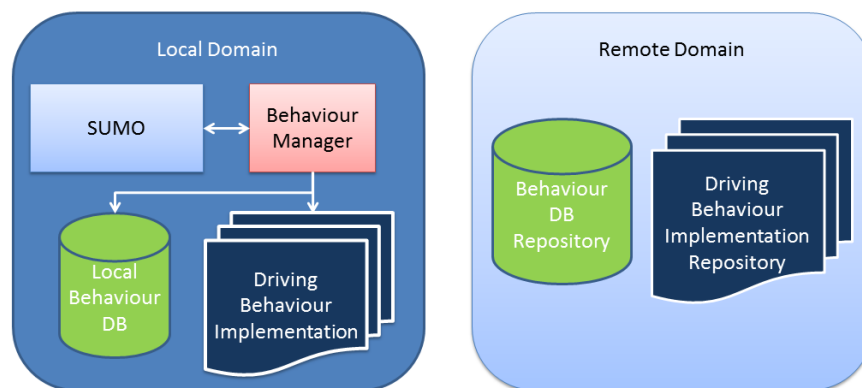 Local Domain
SUMO
Behaviour
Manager
Local
Behaviour
DB
Driving
Behaviour
Implementation
Remote Domain
Behaviour
DB
Repository
Driving
Behaviour
Implementation
Repository